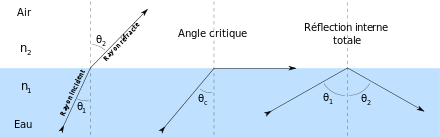 Air
n2
n1
Eau
θ2
Rayon réfracté
Rayon incident
θ1
Angle critique
θc
Réflection interne
totale
θ1
θ2